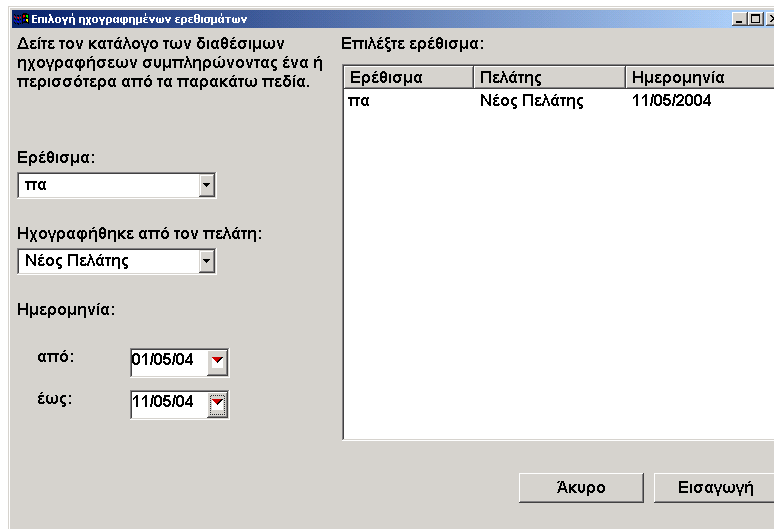 Επιλογή ηχογραφημένων ερεθισμάτων
Δείτε τον κατάλογο των διαθέσιμων
ηχογραφήσεων συμπληρώνοντας ένα ή
περισσότερα από τα παρακάτω πεδία.
Ερέθισμα:
πα
Ηχογραφήθηκε από τον πελάτη:
Νέος Πελάτης
Ημερομηνία:
από: 01/05/04
έως: 11/05/04
Επιλέξτε ερέθισμα:
Ερέθισμα Πελάτης Ημερομηνία
πα Νέος Πελάτης 11/05/2004
Άκυρο Εισαγωγή